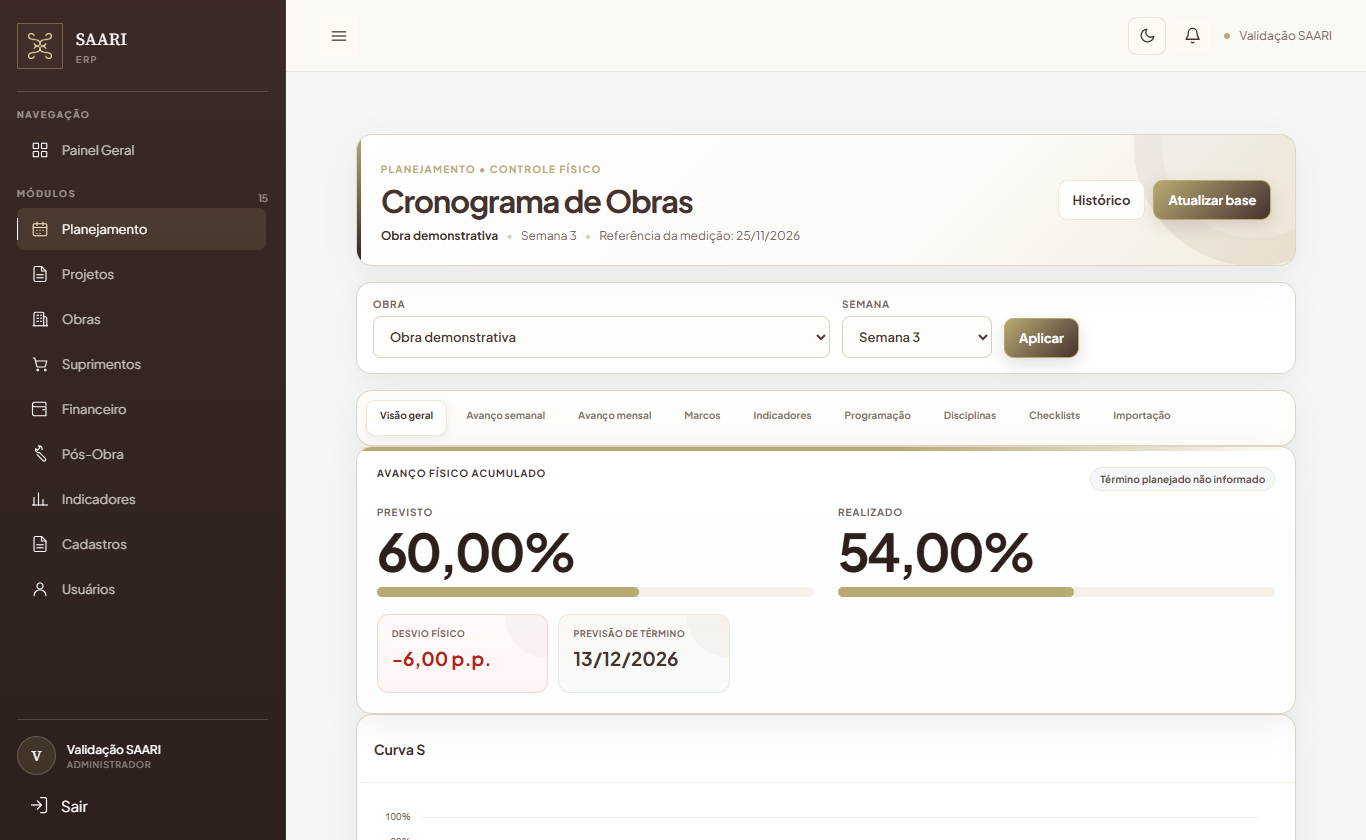 SAARI
ERP
NAVEGAÇÃO
Painel Geral
MÓDULOS
15
Planejamento
Projetos
Obras
Suprimentos
Financeiro
Pós-Obra
Indicadores
Cadastros
Usuários
V
Validação SAARI
ADMINISTRADOR
Sair
Validação SAARI
PLANEJAMENTO • CONTROLE FÍSICO
Cronograma de Obras
Obra demonstrativa • Semana 3 • Referência da medição: 25/11/2026
Histórico
Atualizar base
OBRA
Obra demonstrativa
SEMANA
Semana 3
Aplicar
Visão geral
Avanço semanal
Avanço mensal
Marcos
Indicadores
Programação
Disciplinas
Checklists
Importação
AVANÇO FÍSICO ACUMULADO
Término planejado não informado
PREVISTO
60,00%
REALIZADO
54,00%
DESVIO FÍSICO
-6,00 p.p.
PREVISÃO DE TÉRMINO
13/12/2026
Curva S
100%